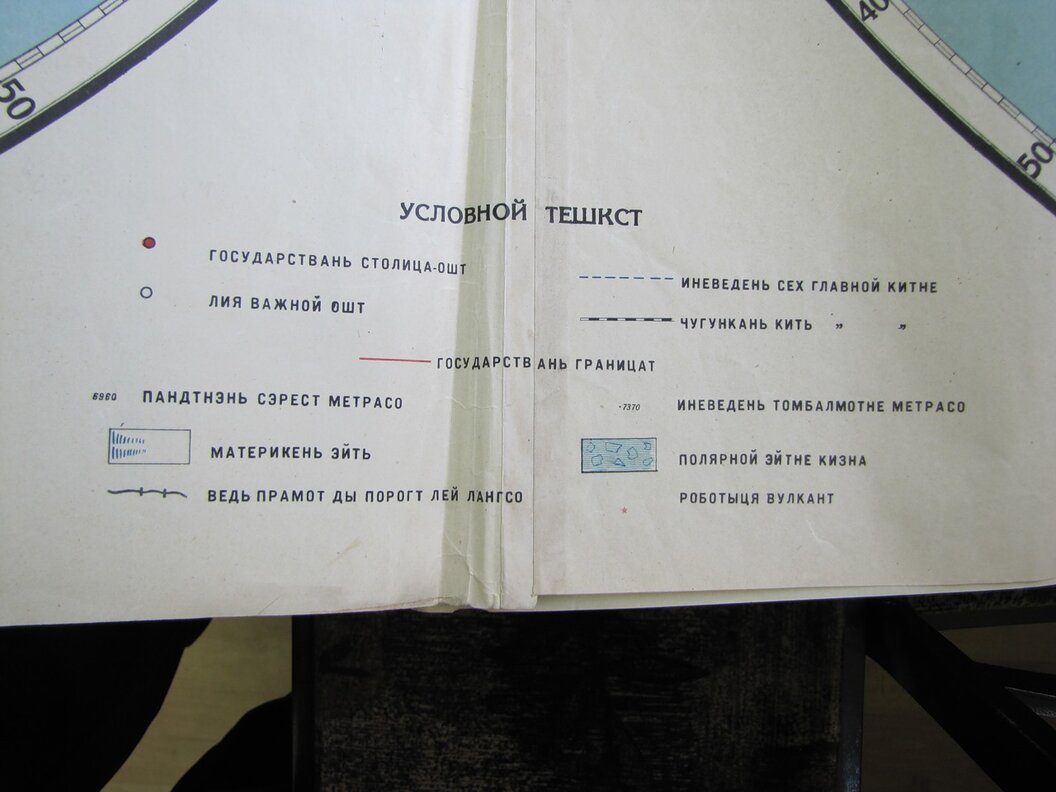 50
40
50
УСЛОВНОЙ ТЕШКСТ
ГОСУДАРСТВАНЬ СТОЛИЦА-ОШТ
ЛИЯ ВАЖНОЙ ОШТ
ИНЕВЕДЕНЬ СЕХ ГЛАВНОЙ КИТНЕ
ЧУГУНКАНЬ КИТЬ „ „
ГОСУДАРСТВАНЬ ГРАНИЦАТ
6960 ПАНДТНЭНЬ СЭРЕСТ МЕТРАСО
·7370 ИНЕВЕДЕНЬ ТОМБАЛМОТНЕ МЕТРАСО
МАТЕРИКЕНЬ ЭЙТЬ
ПОЛЯРНОЙ ЭЙТНЕ КИЗНА
ВЕДЬ ПРАМОТ ДЫ ПОРОГТ ЛЕЙ ЛАНГСО
РОБОТЫЦЯ ВУЛКАНТ